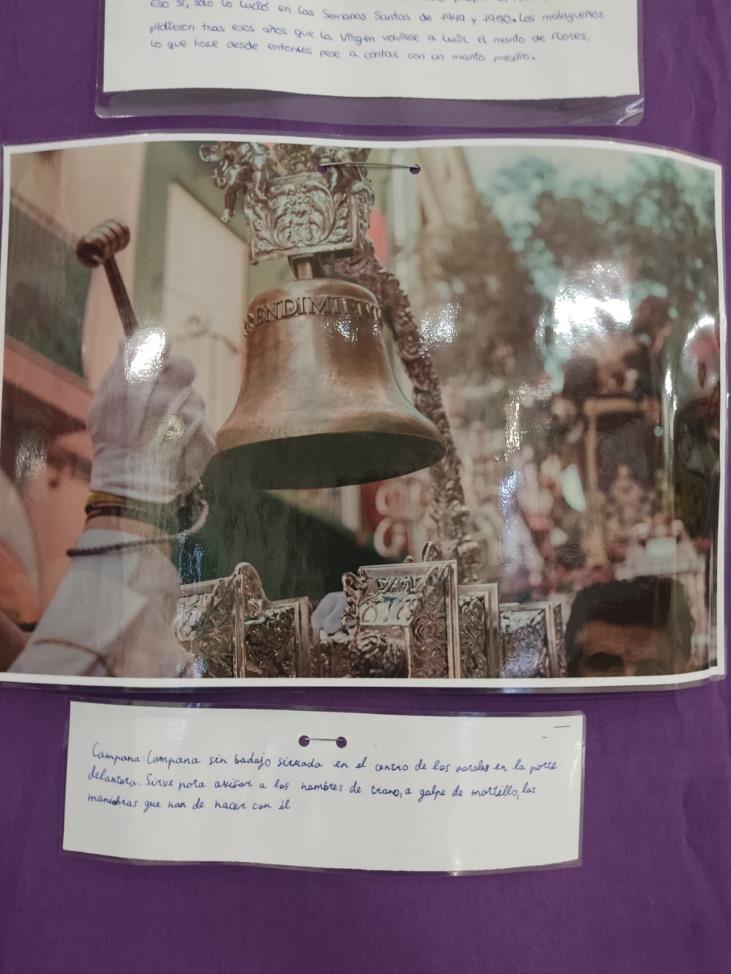 Eso sí, solo lo lució en las Semanas Santas de 1949 y 1950. Los malagueños
pidieron tras esos años que la Virgen volviese a lucir el manto de flores,
lo que hace desde entonces pese a contar con un manto propio.
ENDIMI
Campana: Campana sin badajo situada en el centro de los varales en la parte
delantera. Sirve para avisar a los hombres de trono, a golpe de martillo, las
maniobras que han de hacer con él